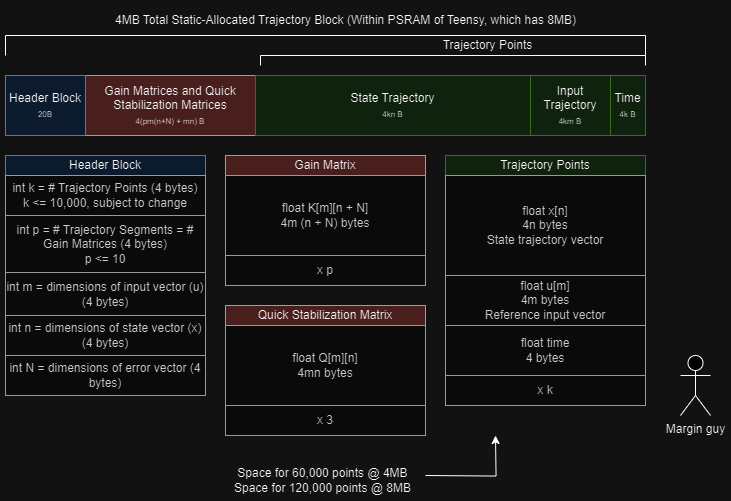 4MB Total Static-Allocated Trajectory Block (Within PSRAM of Teensy, which has 8MB)
Trajectory Points
Header Block
20B
Gain Matrices and Quick
Stabilization Matrices
4(pm(n+N) + mn) B
State Trajectory
4kn B
Input
Trajectory
4km B
Time
4k B
Header Block
int k = # Trajectory Points (4 bytes)
k <= 10,000, subject to change
int p = # Trajectory Segments = #
Gain Matrices (4 bytes)
p <= 10
int m = dimensions of input vector (u)
(4 bytes)
int n = dimensions of state vector (x)
(4 bytes)
int N = dimensions of error vector (4
bytes)
Gain Matrix
float K[m][n + N]
4m (n + N) bytes
x p
Quick Stabilization Matrix
float Q[m][n]
4mn bytes
x 3
Trajectory Points
float x[n]
4n bytes
State trajectory vector
float u[m]
4m bytes
Reference input vector
float time
4 bytes
x k
Margin guy
Space for 60,000 points @ 4MB
Space for 120,000 points @ 8MB